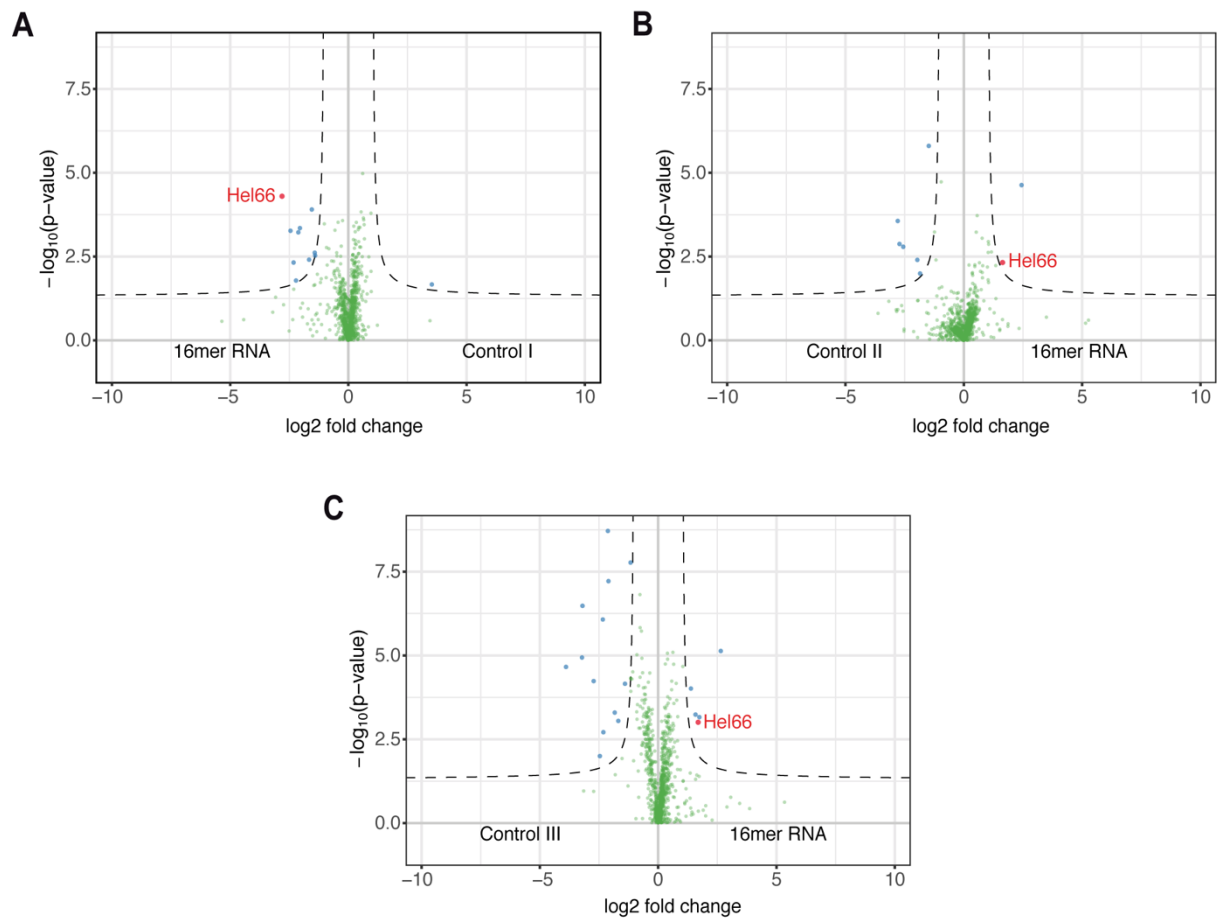 A
7.5
5.0
2.5
0.0
−log10(p−value)
Hel66
16mer RNA
Control I
−10
−5
0
5
10
log2 fold change
B
7.5
5.0
2.5
0.0
−log10(p−value)
Hel66
Control II
16mer RNA
−10
−5
0
5
10
log2 fold change
C
7.5
5.0
2.5
0.0
−log10(p−value)
Hel66
Control III
16mer RNA
−10
−5
0
5
10
log2 fold change